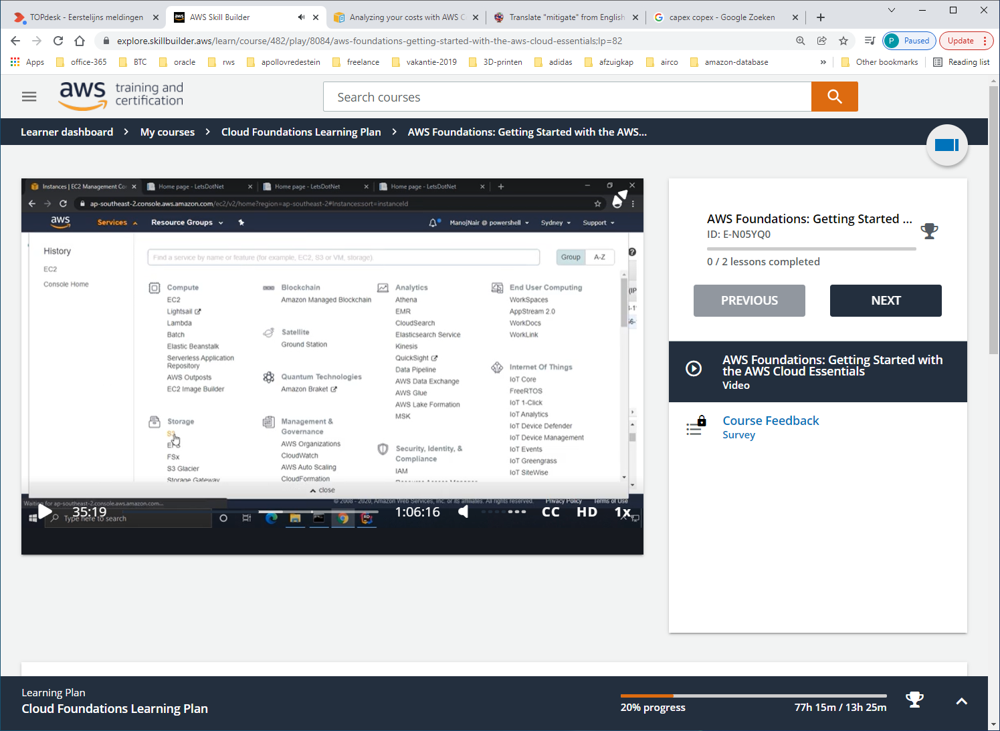 TOPdesk - Eerstelijns meldingen
AWS Skill Builder
Analyzing your costs with AWS C
Translate "mitigate" from English
capex copex - Google Zoeken
explore.skillbuilder.aws/learn/course/482/play/8084/aws-foundations-getting-started-with-the-aws-cloud-essentials;lp=82
P Paused
Update
Apps
office-365
BTC
oracle
rws
apollovredestein
freelance
vakantie-2019
3D-printen
adidas
afzuigkap
airco
amazon-database
»
Other bookmarks
Reading list
aws training and certification
Search courses
Learner dashboard > My courses > Cloud Foundations Learning Plan > AWS Foundations: Getting Started with the AWS...
Instances | EC2 Management Co
Home page - LetsDotNet
Home page - LetsDotNet
Home page - LetsDotNet
ap-southeast-2.console.aws.amazon.com/ec2/v2/home?region=ap-southeast-2#Instances:sort=instanceId
aws
Services
Resource Groups
ManojNair @ powershell
Sydney
Support
History
EC2
Console Home
Find a service by name or feature (for example, EC2, S3 or VM, storage).
Group
A-Z
Compute
EC2
Lightsail
Lambda
Batch
Elastic Beanstalk
Serverless Application
Repository
AWS Outposts
EC2 Image Builder
Storage
S3
EFS
FSx
S3 Glacier
Storage Gateway
Blockchain
Amazon Managed Blockchain
Satellite
Ground Station
Quantum Technologies
Amazon Braket
Management &
Governance
AWS Organizations
CloudWatch
AWS Auto Scaling
CloudFormation
Analytics
Athena
EMR
CloudSearch
Elasticsearch Service
Kinesis
QuickSight
Data Pipeline
AWS Data Exchange
AWS Glue
AWS Lake Formation
MSK
Security, Identity, &
Compliance
IAM
Resource Access Manager
End User Computing
WorkSpaces
AppStream 2.0
WorkDocs
WorkLink
Internet Of Things
IoT Core
FreeRTOS
IoT 1-Click
IoT Analytics
IoT Device Defender
IoT Device Management
IoT Events
IoT Greengrass
IoT SiteWise
(IP
close
Waiting for ap-southeast-2.console.aws.amazon.com...
© 2008 - 2020, Amazon Web Services, Inc. or its affiliates. All rights reserved.
Privacy Policy
Terms of Use
Type here to search
35:19
1:06:16
CC
HD
1x
AWS Foundations: Getting Started ...
ID: E-N05YQ0
0 / 2 lessons completed
PREVIOUS
NEXT
AWS Foundations: Getting Started with
the AWS Cloud Essentials
Video
Course Feedback
Survey
Learning Plan
Cloud Foundations Learning Plan
20% progress
77h 15m / 13h 25m